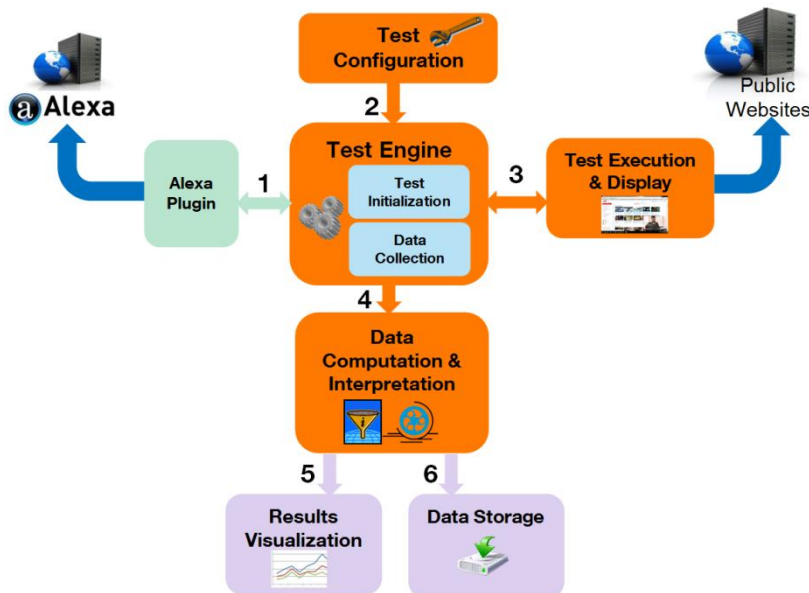 Test
Configuration
a Alexa
Public
Websites
2
Test Engine
Alexa
Plugin
1
Test
Initialization
Data
Collection
3
Test Execution
& Display
4
Data
Computation &
Interpretation
i
5
6
Results
Visualization
Data Storage